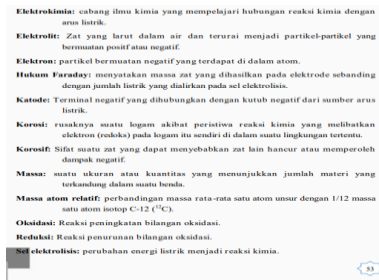 Elektrokimia: cabang ilmu kimia yang mempelajari hubungan reaksi kimia dengan
arus listrik.
Elektrolit: Zat yang larut dalam air dan terurai menjadi partikel-partikel yang
bermuatan positf atau negatif.
Elektron: partikel bermuatan negatif yang terdapat di dalam atom.
Hukum Faraday: menyatakan massa zat yang dihasilkan pada elektrode sebanding
dengan jumlah listrik yang dialirkan pada sel elektrolisis.
Katode: Terminal negatif yang dihubungkan dengan kutub negatif dari sumber arus
listrik.
Korosi: rusaknya suatu logam akibat peristiwa reaksi kimia yang melibatkan
elektron (redoks) pada logam itu sendiri di dalam suatu lingkungan tertentu.
Korosif: Sifat suatu zat yang dapat menyebabkan zat lain hancur atau memperoleh
dampak negatif.
Massa: suatu ukuran atau kuantitas yang menunjukkan jumlah materi yang
terkandung dalam suatu benda.
Massa atom relatif: perbandingan massa rata-rata satu atom unsur dengan 1/12 massa
satu atom isotop C-12 (¹²C).
Oksidasi: Reaksi peningkatan bilangan oksidasi.
Reduksi: Reaksi penurunan bilangan oksidasi.
Sel elektrolisis: perubahan energi listrik menjadi reaksi kimia.
53